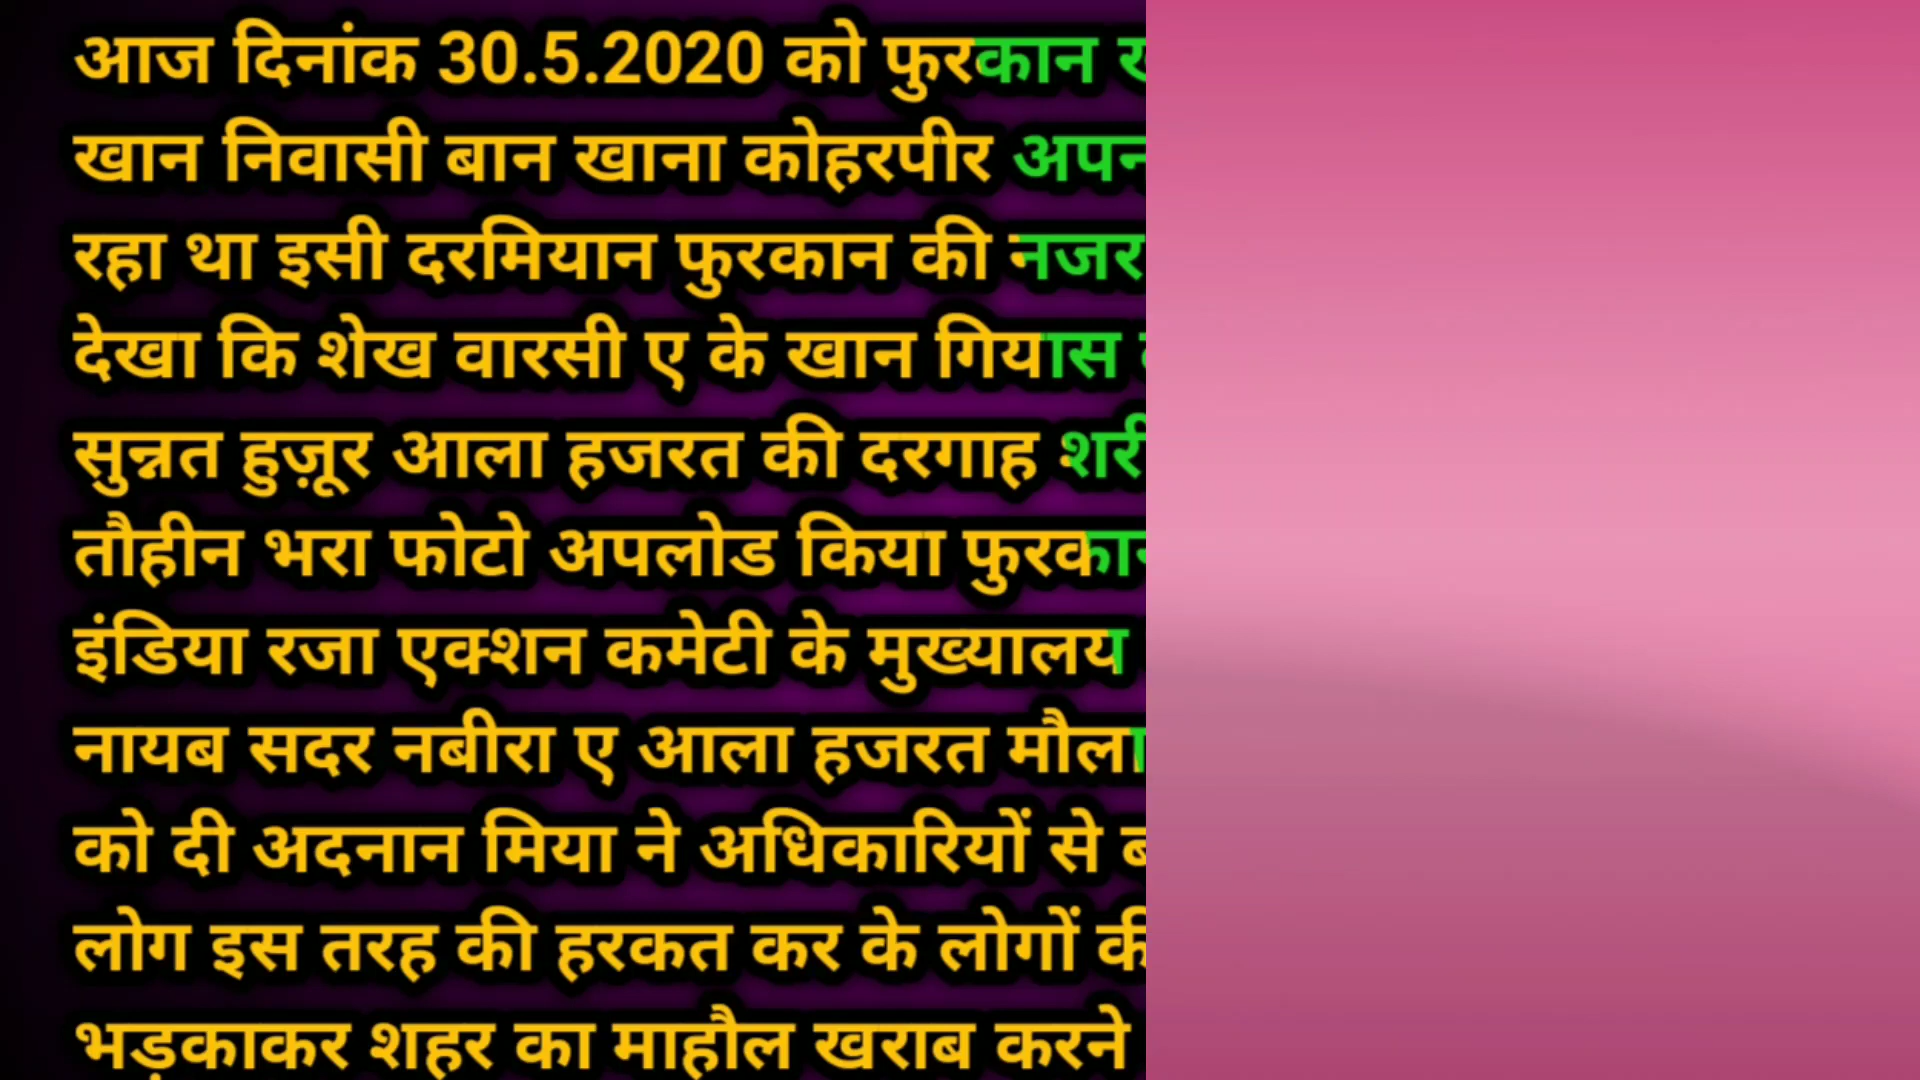 आज दिनांक 30.5.2020 को फुरकान
खान निवासी बान खाना कोहरपीर
रहा था इसी दरमियान फुरकान की नजर
देखा कि शेख वारसी ए के खान गियास
सुन्नत हुज़ूर आला हजरत की दरगाह
तौहीन भरा फोटो अपलोड किया फुरकान
इंडिया रजा एक्शन कमेटी के मुख्यालय
नायब सदर नबीरा ए आला हजरत मौला
को दी अदनान मिया ने अधिकारियों से
लोग इस तरह की हरकत कर के लोगों की
भड़काकर शहर का माहौल खराब करने